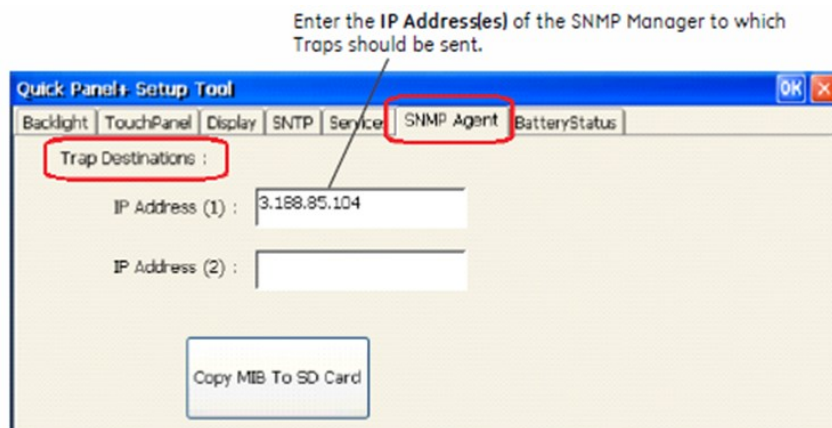 Enter the IP Address(es) of the SNMP Manager to which
Traps should be sent.
Quick Panel+ Setup Tool
OK
Backlight TouchPanel Display SNTP Service SNMP Agent BatteryStatus
Trap Destinations :
IP Address (1) : 3.188.85.104
IP Address (2) :
Copy MIB To SD Card